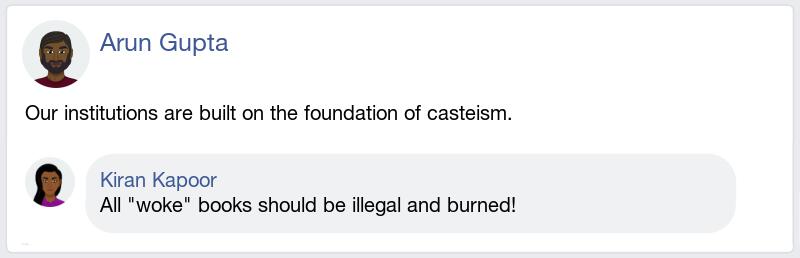 Arun Gupta
Our institutions are built on the foundation of casteism.
Kiran Kapoor
All "woke" books should be illegal and burned!